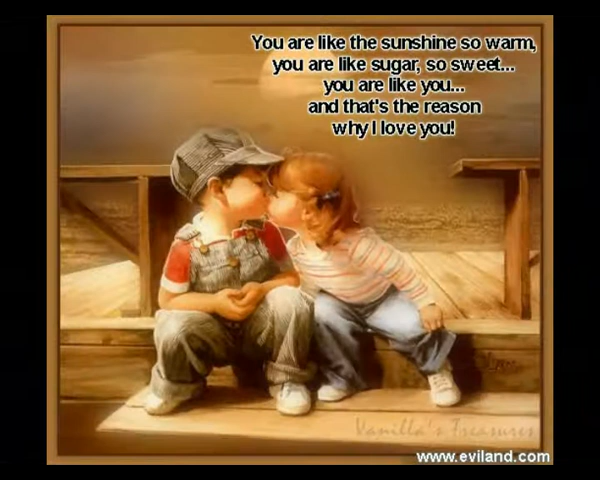 You are like the sunshine so warm,
you are like sugar, so sweet...
you are like you...
and that's the reason
why I love you!
Vanilla's Treasures
www.eviland.com